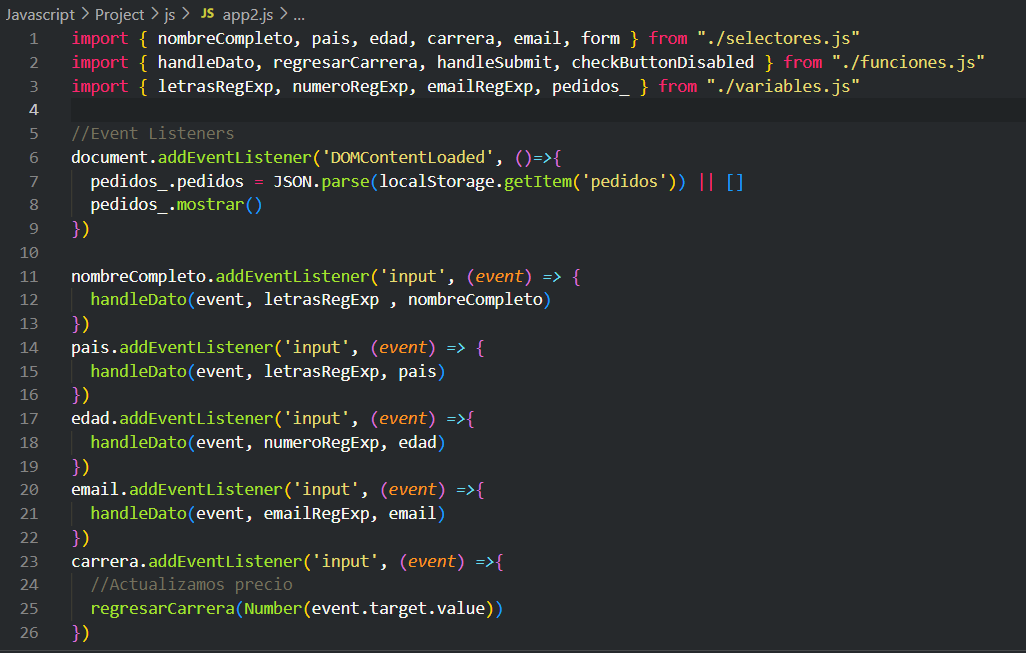 Javascript > Project > js > JS app2.js > ...
1 import { nombreCompleto, pais, edad, carrera, email, form } from "./selectores.js"
2 import { handleDato, regresarCarrera, handleSubmit, checkButtonDisabled } from "./funciones.js"
3 import { letrasRegExp, numeroRegExp, emailRegExp, pedidos_ } from "./variables.js"
4
5 //Event Listeners
6 document.addEventListener('DOMContentLoaded', ()=>{
7   pedidos_.pedidos = JSON.parse(localStorage.getItem('pedidos')) || []
8   pedidos_.mostrar()
9 })
10
11 nombreCompleto.addEventListener('input', (event) => {
12   handleDato(event, letrasRegExp , nombreCompleto)
13 })
14 pais.addEventListener('input', (event) => {
15   handleDato(event, letrasRegExp, pais)
16 })
17 edad.addEventListener('input', (event) =>{
18   handleDato(event, numeroRegExp, edad)
19 })
20 email.addEventListener('input', (event) =>{
21   handleDato(event, emailRegExp, email)
22 })
23 carrera.addEventListener('input', (event) =>{
24   //Actualizamos precio
25   regresarCarrera(Number(event.target.value))
26 })